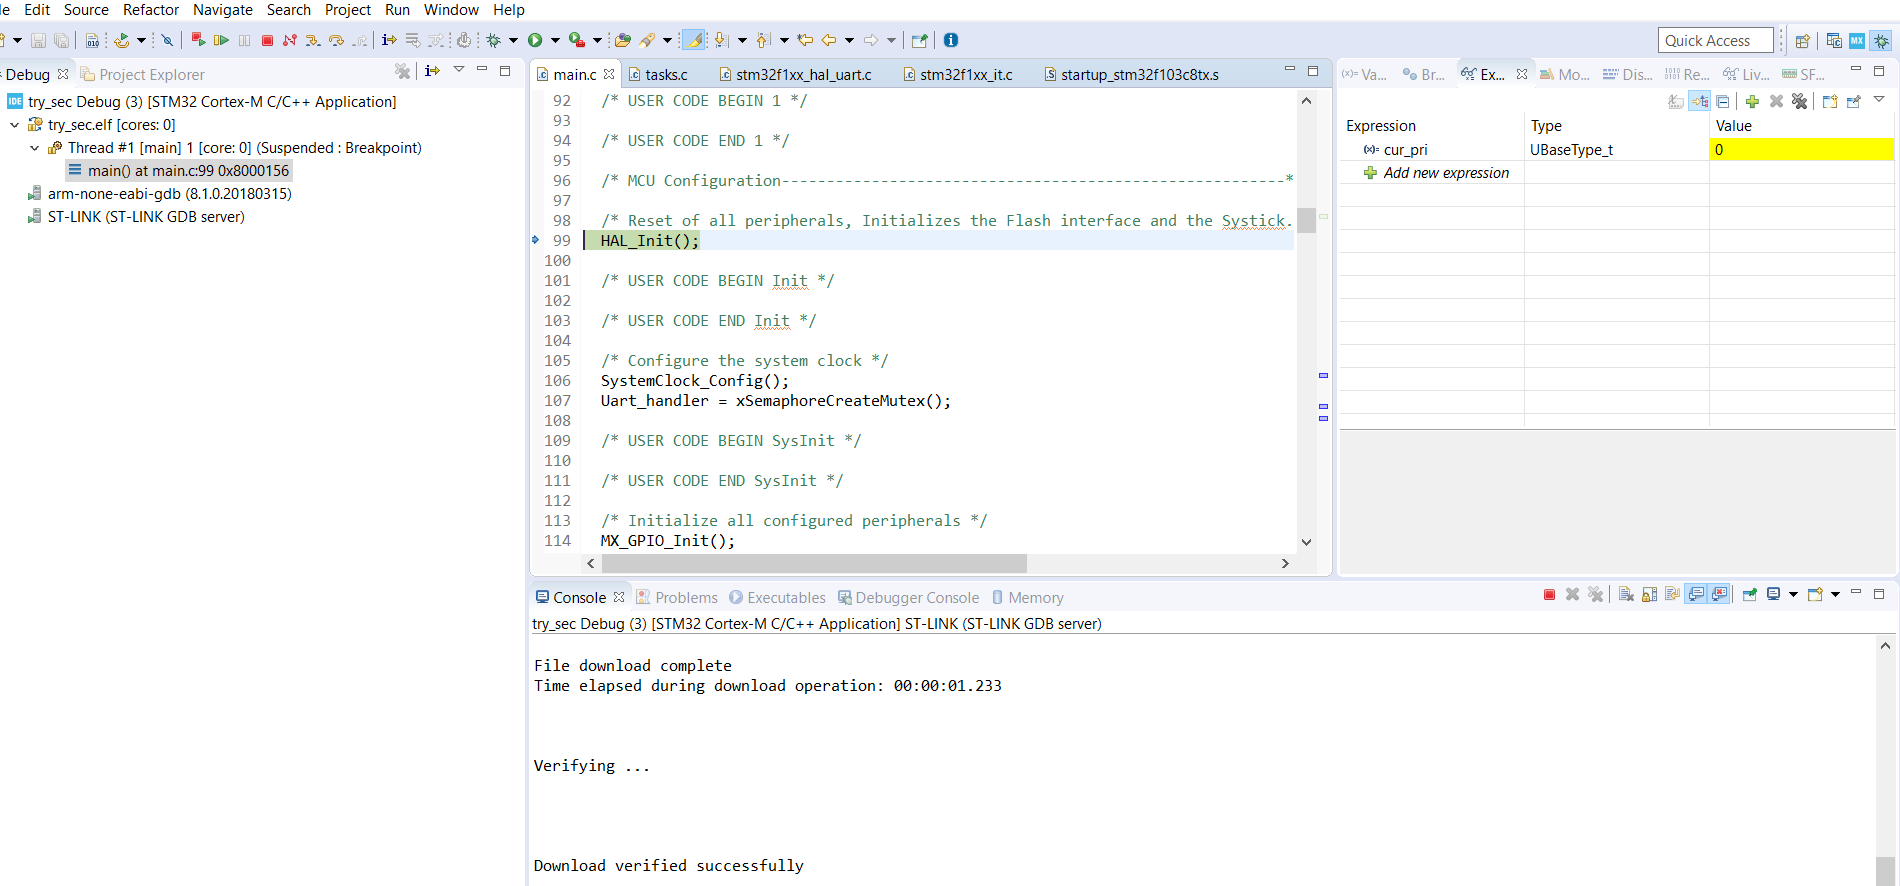 le Edit Source Refactor Navigate Search Project Run Window Help
Quick Access
MX
Debug
Project Explorer
IDE try_sec Debug (3) [STM32 Cortex-M C/C++ Application]
try_sec.elf [cores: 0]
Thread #1 [main] 1 [core: 0] (Suspended : Breakpoint)
main() at main.c:99 0x8000156
arm-none-eabi-gdb (8.1.0.20180315)
ST-LINK (ST-LINK GDB server)
main.c tasks.c stm32f1xx_hal_uart.c stm32f1xx_it.c startup_stm32f103c8tx.s
92 /* USER CODE BEGIN 1 */
93
94 /* USER CODE END 1 */
95
96 /* MCU Configuration--------------------------------------------------------*
97
98 /* Reset of all peripherals, Initializes the Flash interface and the Systick.
99 HAL_Init();
100
101 /* USER CODE BEGIN Init */
102
103 /* USER CODE END Init */
104
105 /* Configure the system clock */
106 SystemClock_Config();
107 Uart_handler = xSemaphoreCreateMutex();
108
109 /* USER CODE BEGIN SysInit */
110
111 /* USER CODE END SysInit */
112
113 /* Initialize all configured peripherals */
114 MX_GPIO_Init();
(x)= Va... Br... Ex... Mo... Dis... Re... Liv... SF...
Expression Type Value
(x)= cur_pri UBaseType_t 0
Add new expression
Console Problems Executables Debugger Console Memory
try_sec Debug (3) [STM32 Cortex-M C/C++ Application] ST-LINK (ST-LINK GDB server)
File download complete
Time elapsed during download operation: 00:00:01.233
Verifying ...
Download verified successfully